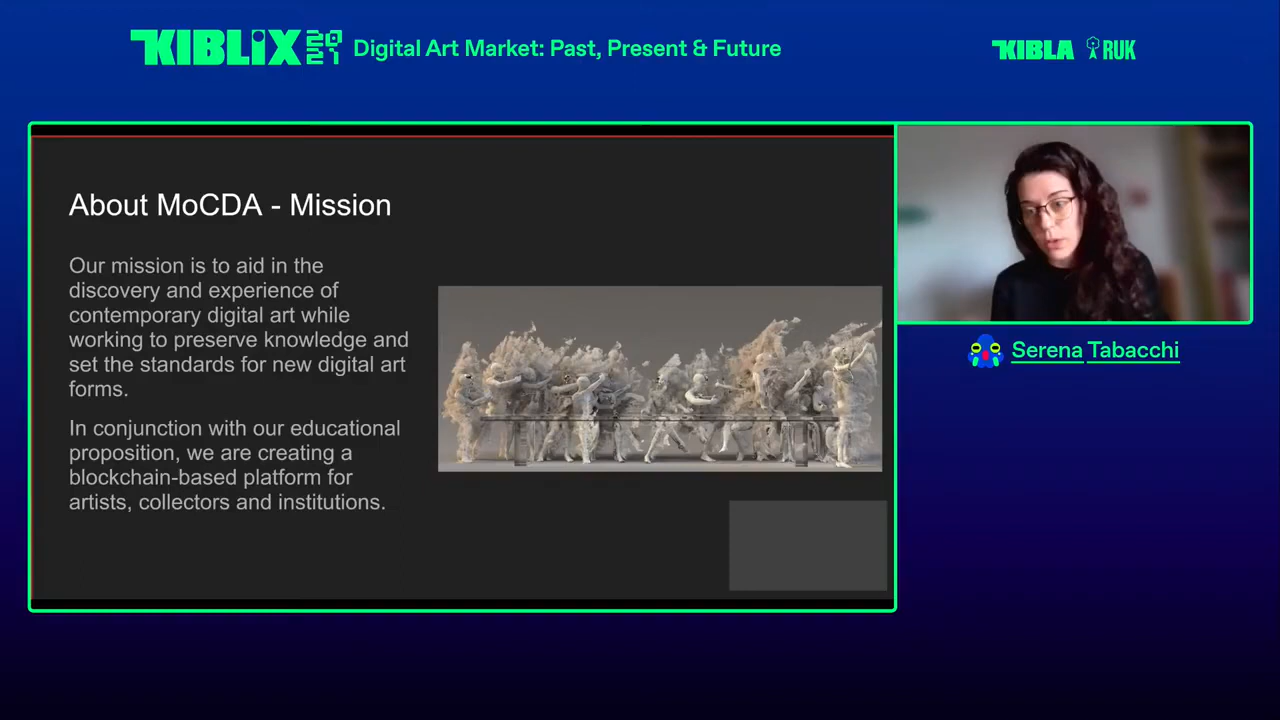 KIBLIX
Digital Art Market: Past, Present & Future
KIBLA
RUK
About MoCDA - Mission
Our mission is to aid in the
discovery and experience of
contemporary digital art while
working to preserve knowledge and
set the standards for new digital art
forms.
In conjunction with our educational
proposition, we are creating a
blockchain-based platform for
artists, collectors and institutions.
Serena Tabacchi